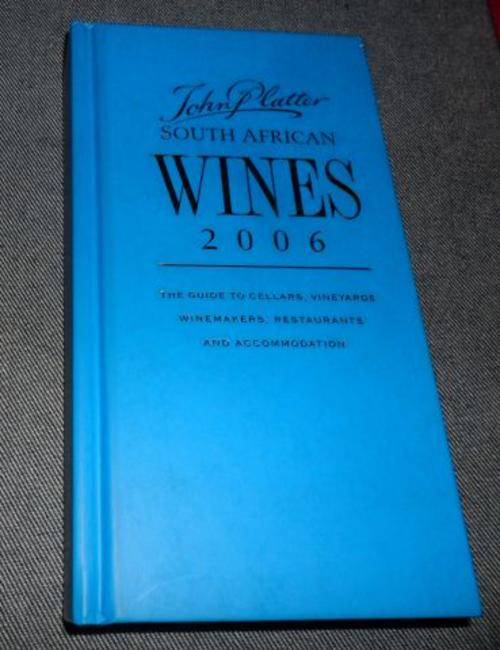 John Platter
SOUTH AFRICAN
WINES
2006
THE GUIDE TO CELLARS, VINEYARDS
WINEMAKERS, RESTAURANTS
AND ACCOMMODATION